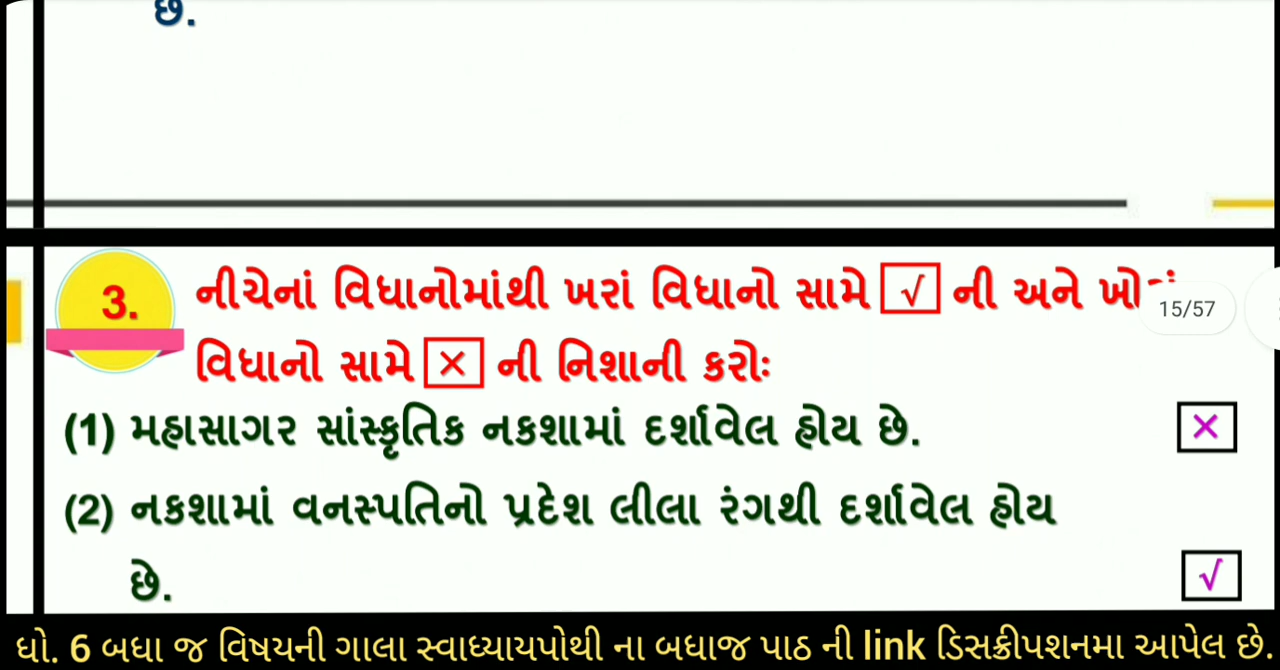 છે.
3. નીચેનાં વિધાનોમાંથી ખરાં વિધાનો સામે √ ની અને
15/57
વિધાનો સામે × ની નિશાની કરોઃ
(1) મહાસાગર સાંસ્કૃતિક નકશામાં દર્શાવેલ હોય છે. ×
(2) નકશામાં વનસ્પતિનો પ્રદેશ લીલા રંગથી દર્શાવેલ હોય
છે. √
ધો. 6 બધા જ વિષયની ગાલા સ્વાધ્યાયપોથી ના બધાજ પાઠ ની link ડિસક્રીપશનમા આપેલ છે.